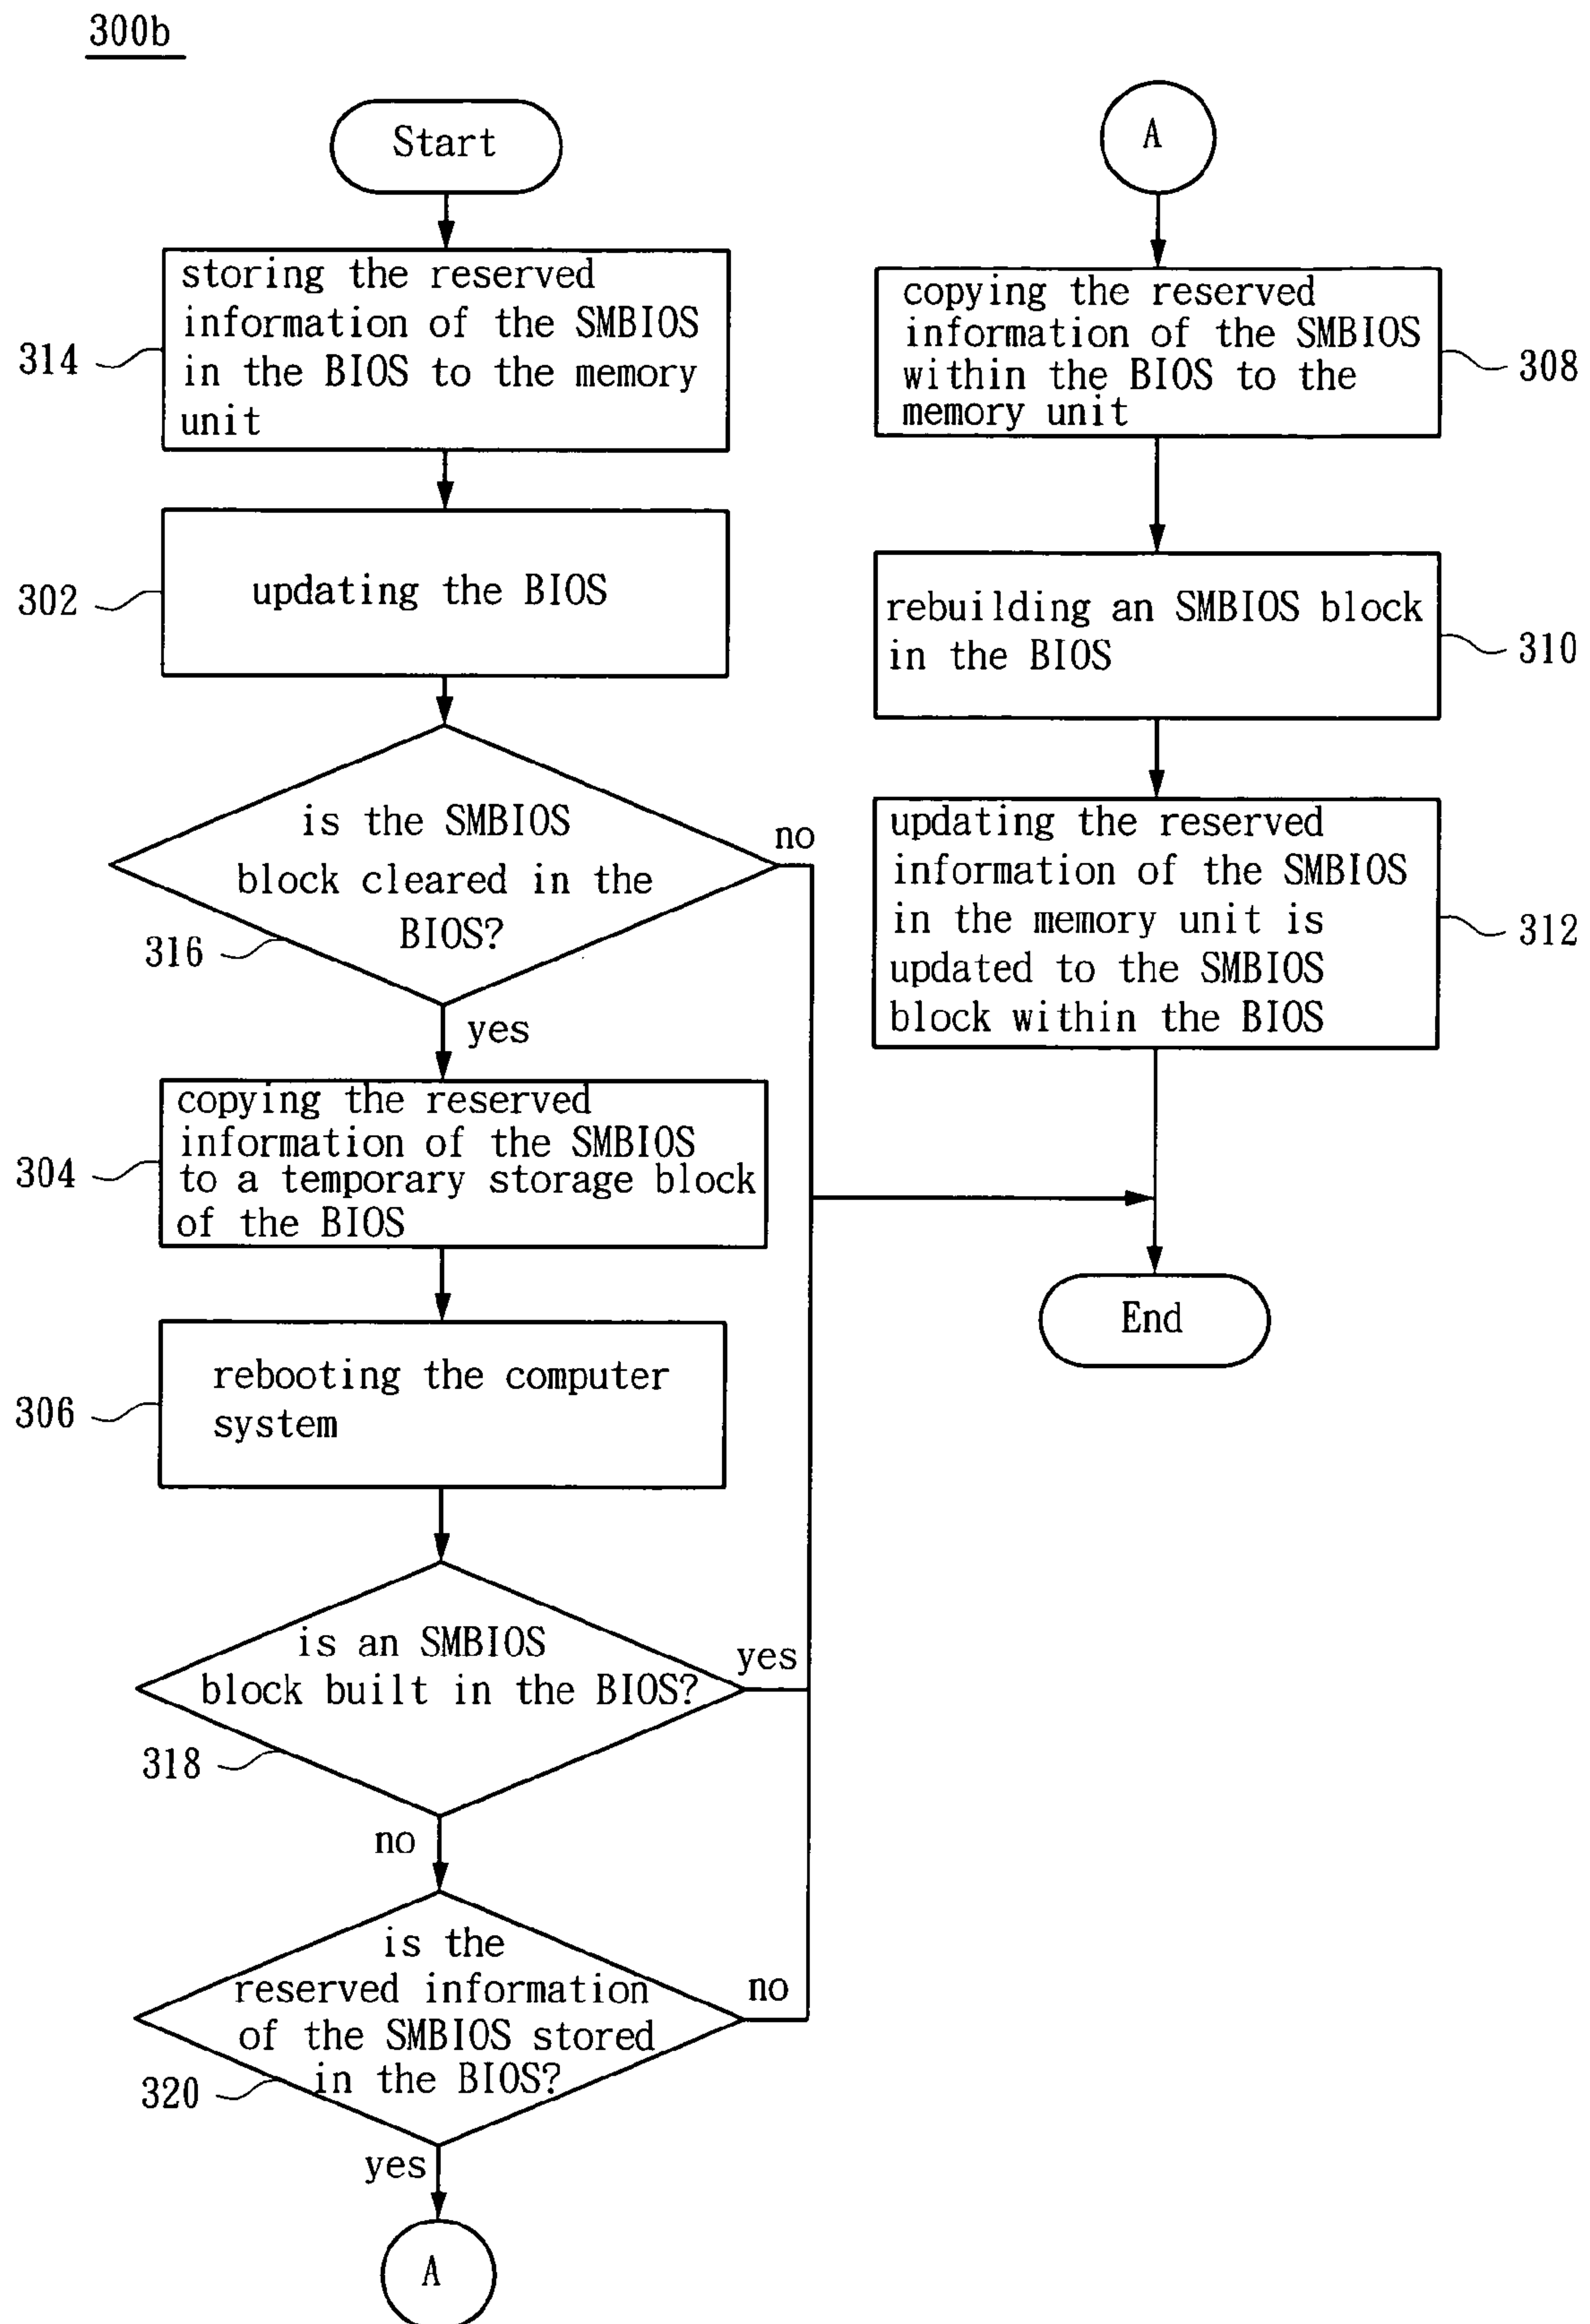 300b
Start
storing the reserved
information of the SMBIOS
in the BIOS to the memory
unit
314
updating the BIOS
302
is the SMBIOS
block cleared in the
BIOS?
316
no
yes
copying the reserved
information of the SMBIOS
to a temporary storage block
of the BIOS
304
rebooting the computer
system
306
is an SMBIOS
block built in the BIOS?
318
yes
no
is the
reserved information
of the SMBIOS stored
in the BIOS?
320
no
yes
A
A
copying the reserved
information of the SMBIOS
within the BIOS to the
memory unit
308
rebuilding an SMBIOS block
in the BIOS
310
updating the reserved
information of the SMBIOS
in the memory unit is
updated to the SMBIOS
block within the BIOS
312
End